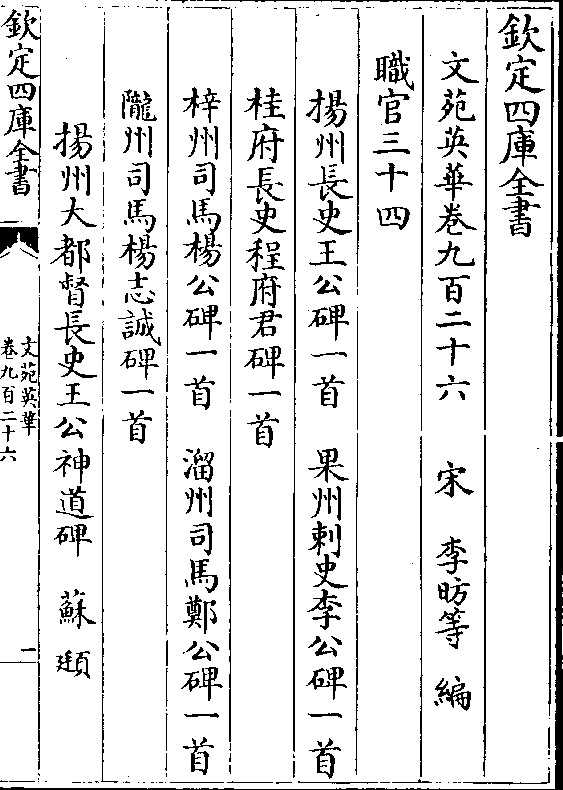 欽定四庫全書
文苑英華卷九百二十六 宋 李昉等 編
職官三十四
揚州長史王公碑一首 果州刺史李公碑一首
桂府長史程府君碑一首
梓州司馬楊公碑一首 溜州司馬鄭公碑一首
隴州司馬楊志誠碑一首
揚州大都督長史王公神道碑 蘇頲
欽定四庫全書
文苑英華
卷九百二十六
一